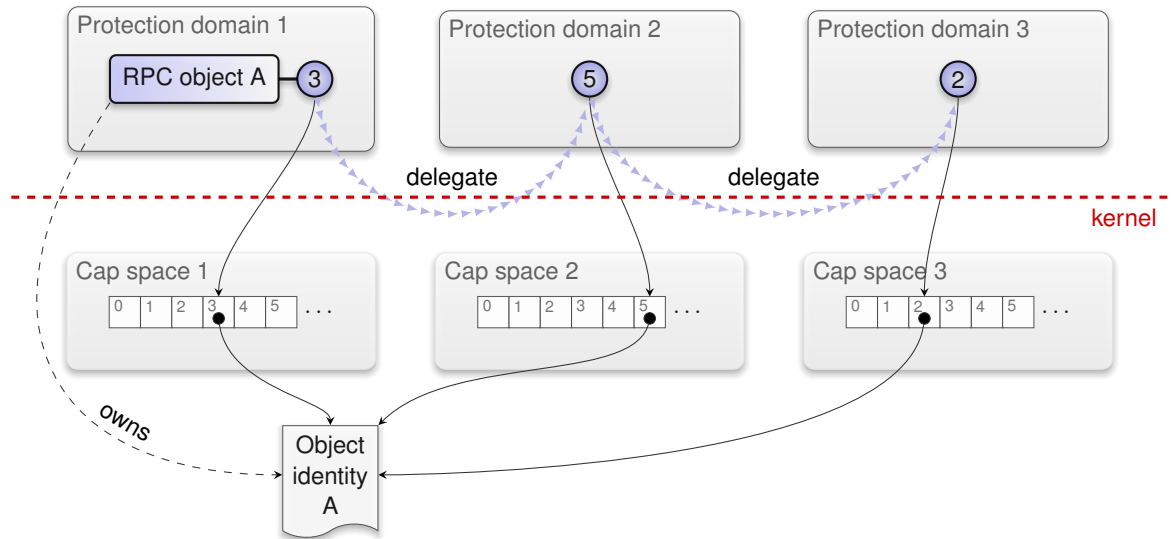 Protection domain 1
RPC object A
3
Protection domain 2
5
Protection domain 3
2
delegate
delegate
kernel
Cap space 1
0 1 2 3 4 5 ...
Cap space 2
0 1 2 3 4 5 ...
Cap space 3
0 1 2 3 4 5 ...
owns
Object
identity
A